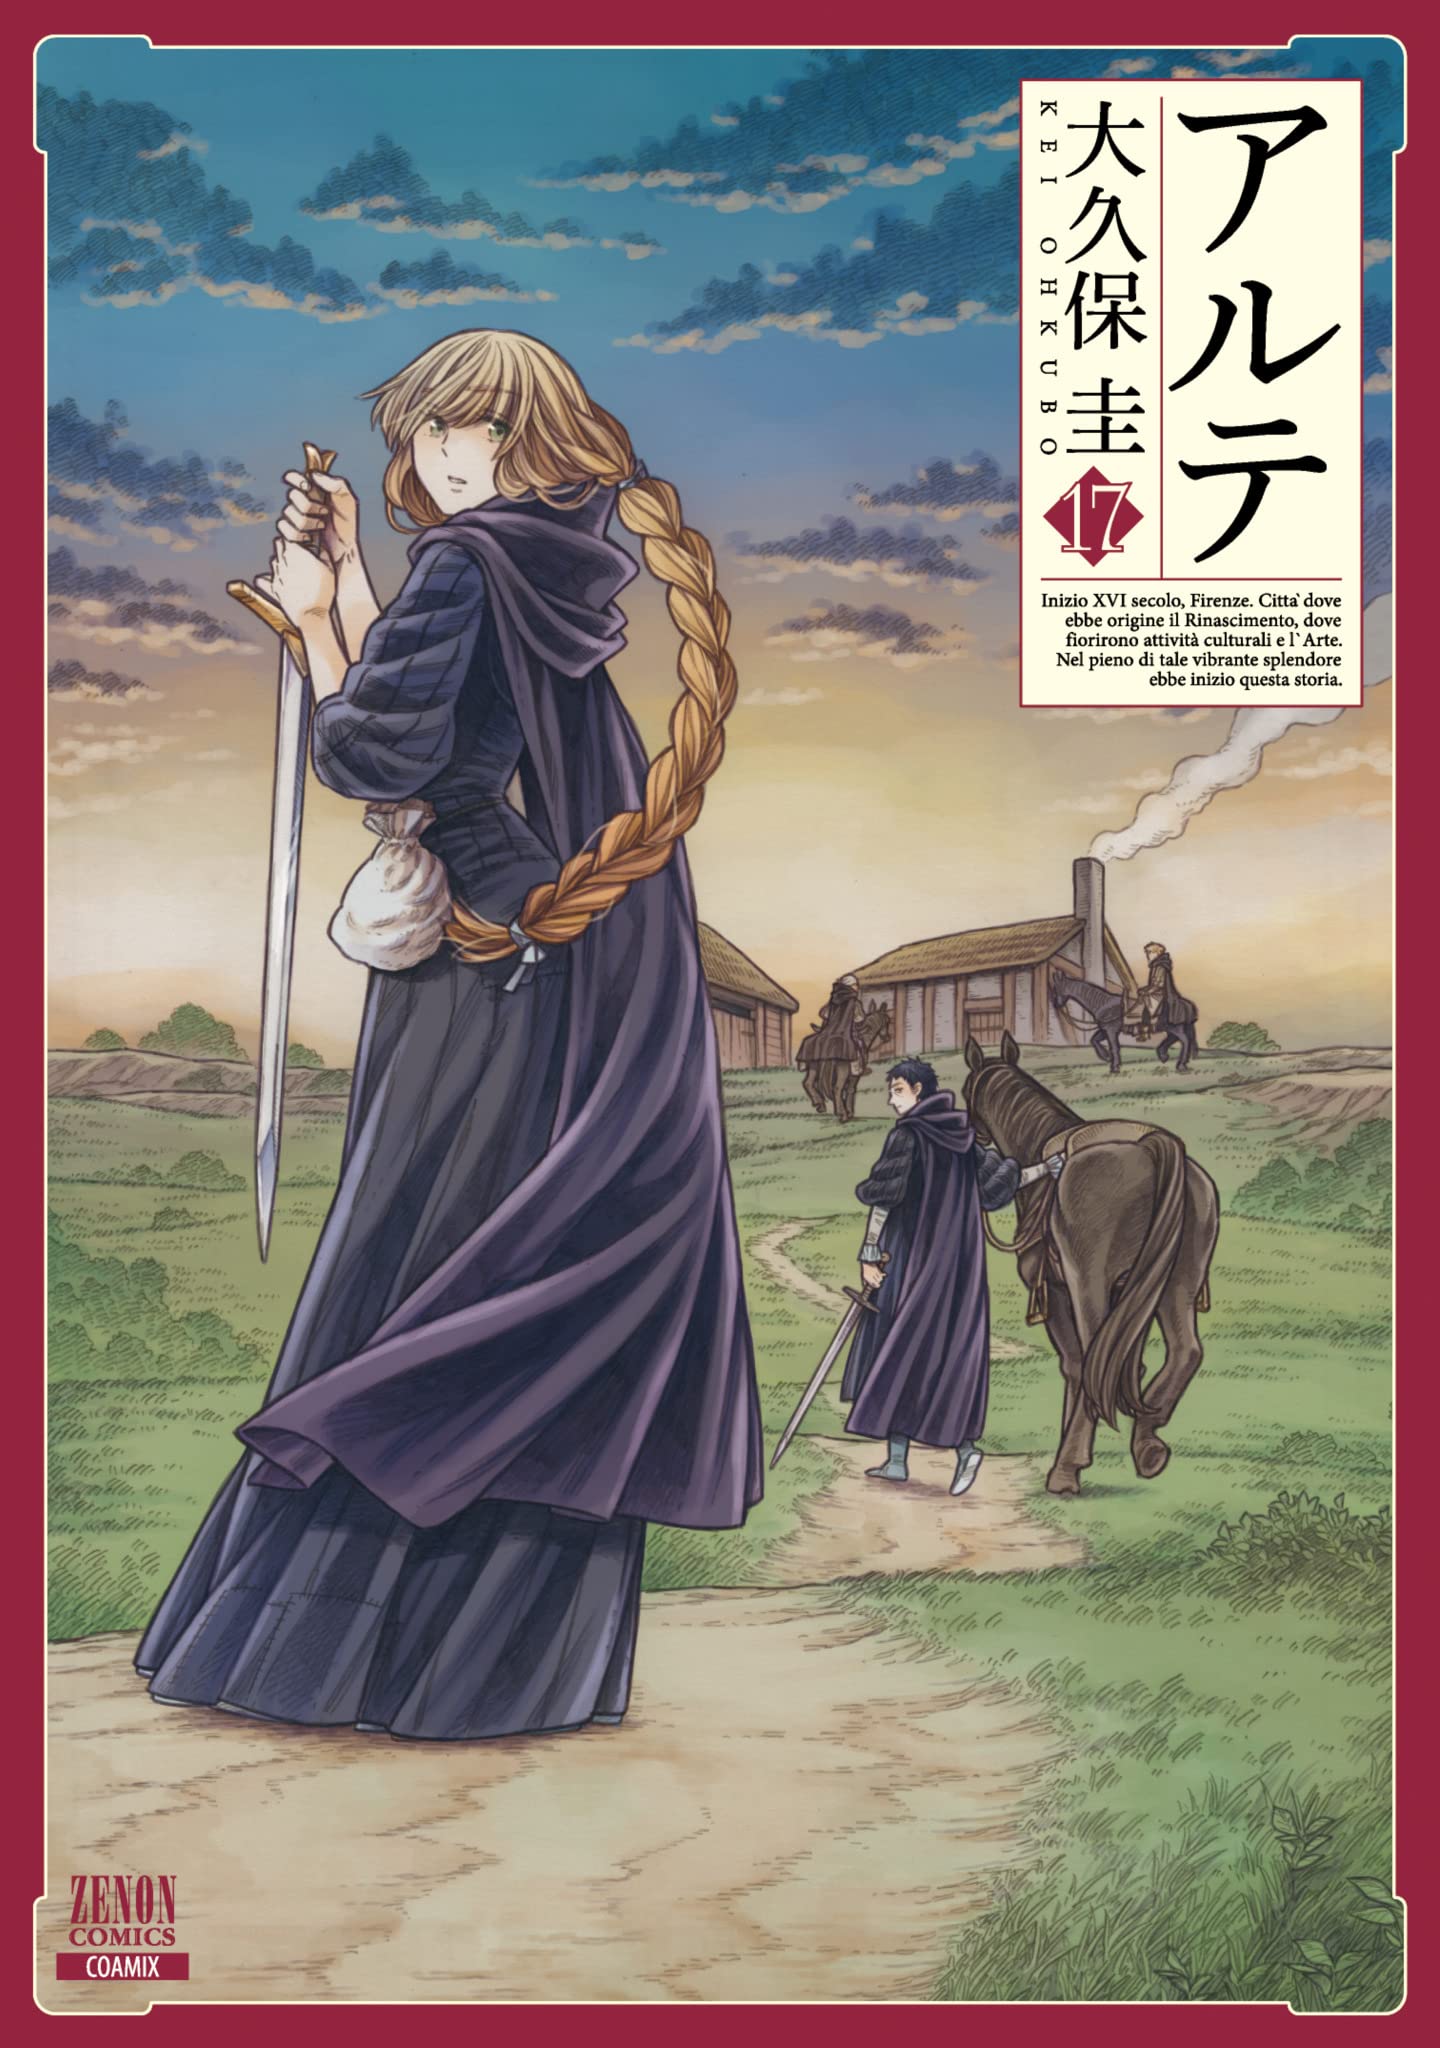 アルテ
大久保 圭
KEI OHKUBO
17
Inizio XVI secolo, Firenze. Citta` dove
ebbe origine il Rinascimento, dove
fiorirono attività culturali e l`Arte.
Nel pieno di tale vibrante splendore
ebbe inizio questa storia.
ZENON
COMICS
COAMIX